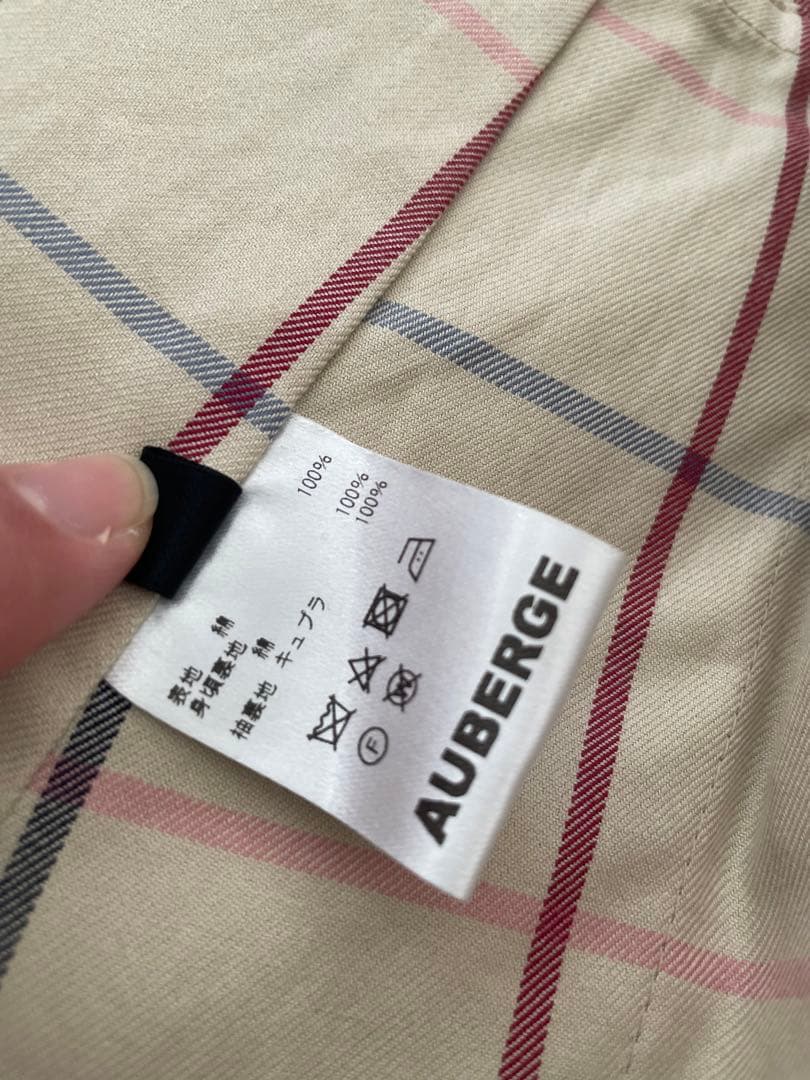 表地 綿 100%
身頃裏地 綿 100%
袖裏地 キュプラ 100%
F
W
AUBERGE